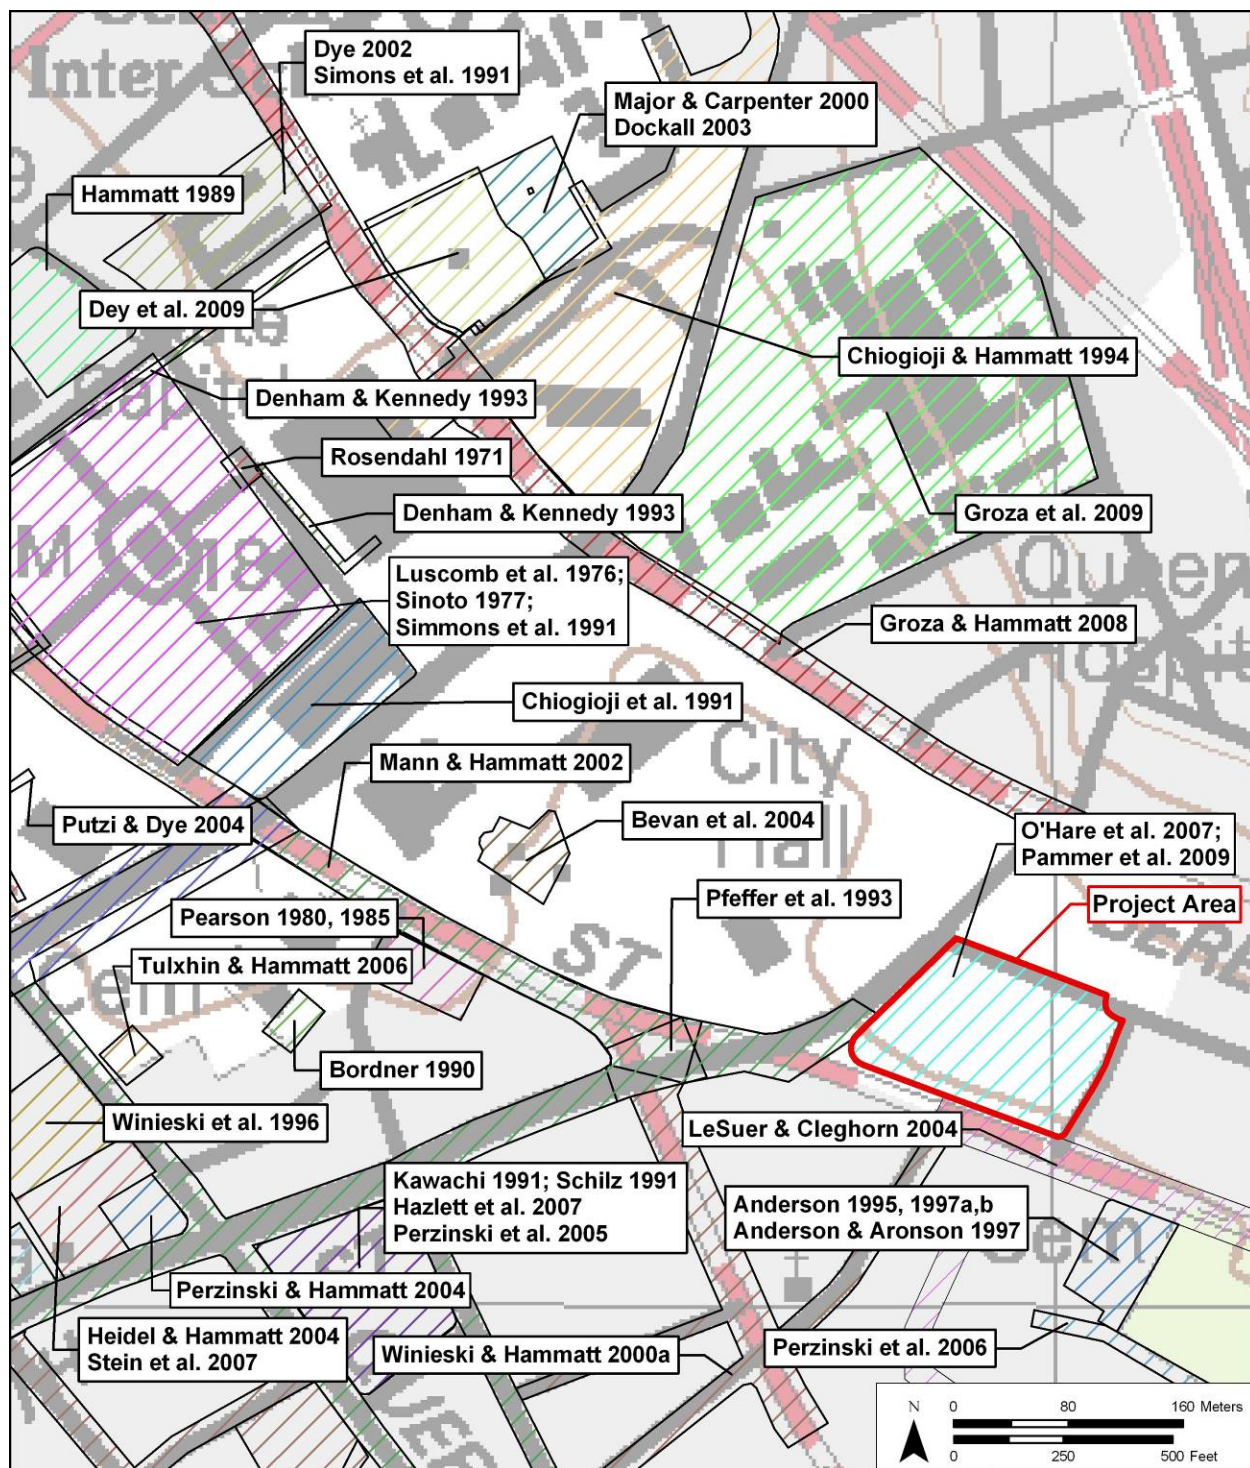 Inter
Dye 2002
Simons et al. 1991
Major & Carpenter 2000
Dockall 2003
Hammatt 1989
Dey et al. 2009
Chiogioji & Hammatt 1994
Denham & Kennedy 1993
Rosendahl 1971
Denham & Kennedy 1993
Groza et al. 2009
Queen
Luscomb et al. 1976;
Sinoto 1977;
Simmons et al. 1991
Groza & Hammatt 2008
Chiogioji et al. 1991
City
Hall
Mann & Hammatt 2002
Putzi & Dye 2004
Bevan et al. 2004
O'Hare et al. 2007;
Pammer et al. 2009
Pfeffer et al. 1993
Project Area
Pearson 1980, 1985
ST
Tulxhin & Hammatt 2006
Cem
Bordner 1990
Winieski et al. 1996
LeSuer & Cleghorn 2004
Kawachi 1991; Schilz 1991
Hazlett et al. 2007
Perzinski et al. 2005
Anderson 1995, 1997a,b
Anderson & Aronson 1997
Cem
Perzinski & Hammatt 2004
Heidel & Hammatt 2004
Stein et al. 2007
Winieski & Hammatt 2000a
Perzinski et al. 2006
N
0 80 160 Meters
0 250 500 Feet